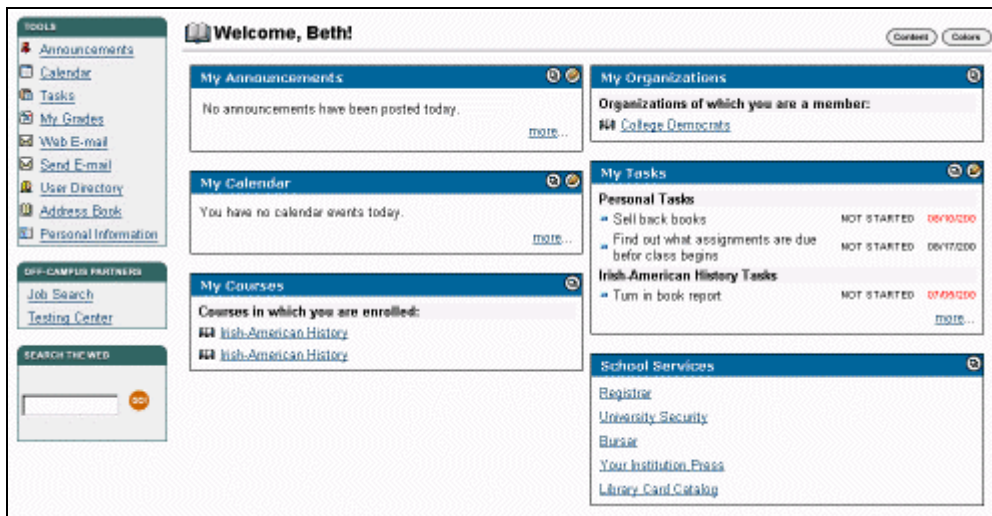 TOOLS
Announcements
Calendar
Tasks
My Grades
Web E-mail
Send E-mail
User Directory
Address Book
Personal Information
OFF-CAMPUS PARTNERS
Job Search
Testing Center
SEARCH THE WEB
GO!
Welcome, Beth!
Content
Colors
My Announcements
No announcements have been posted today.
more...
My Calendar
You have no calendar events today.
more...
My Courses
Courses in which you are enrolled:
Irish-American History
Irish-American History
My Organizations
Organizations of which you are a member:
College Democrats
My Tasks
Personal Tasks
Sell back books NOT STARTED 08/10/200
Find out what assignments are due NOT STARTED 08/17/200
befor class begins
Irish-American History Tasks
Turn in book report NOT STARTED
more...
School Services
Registrar
University Security
Bursar
Your Institution Press
Library Card Catalog